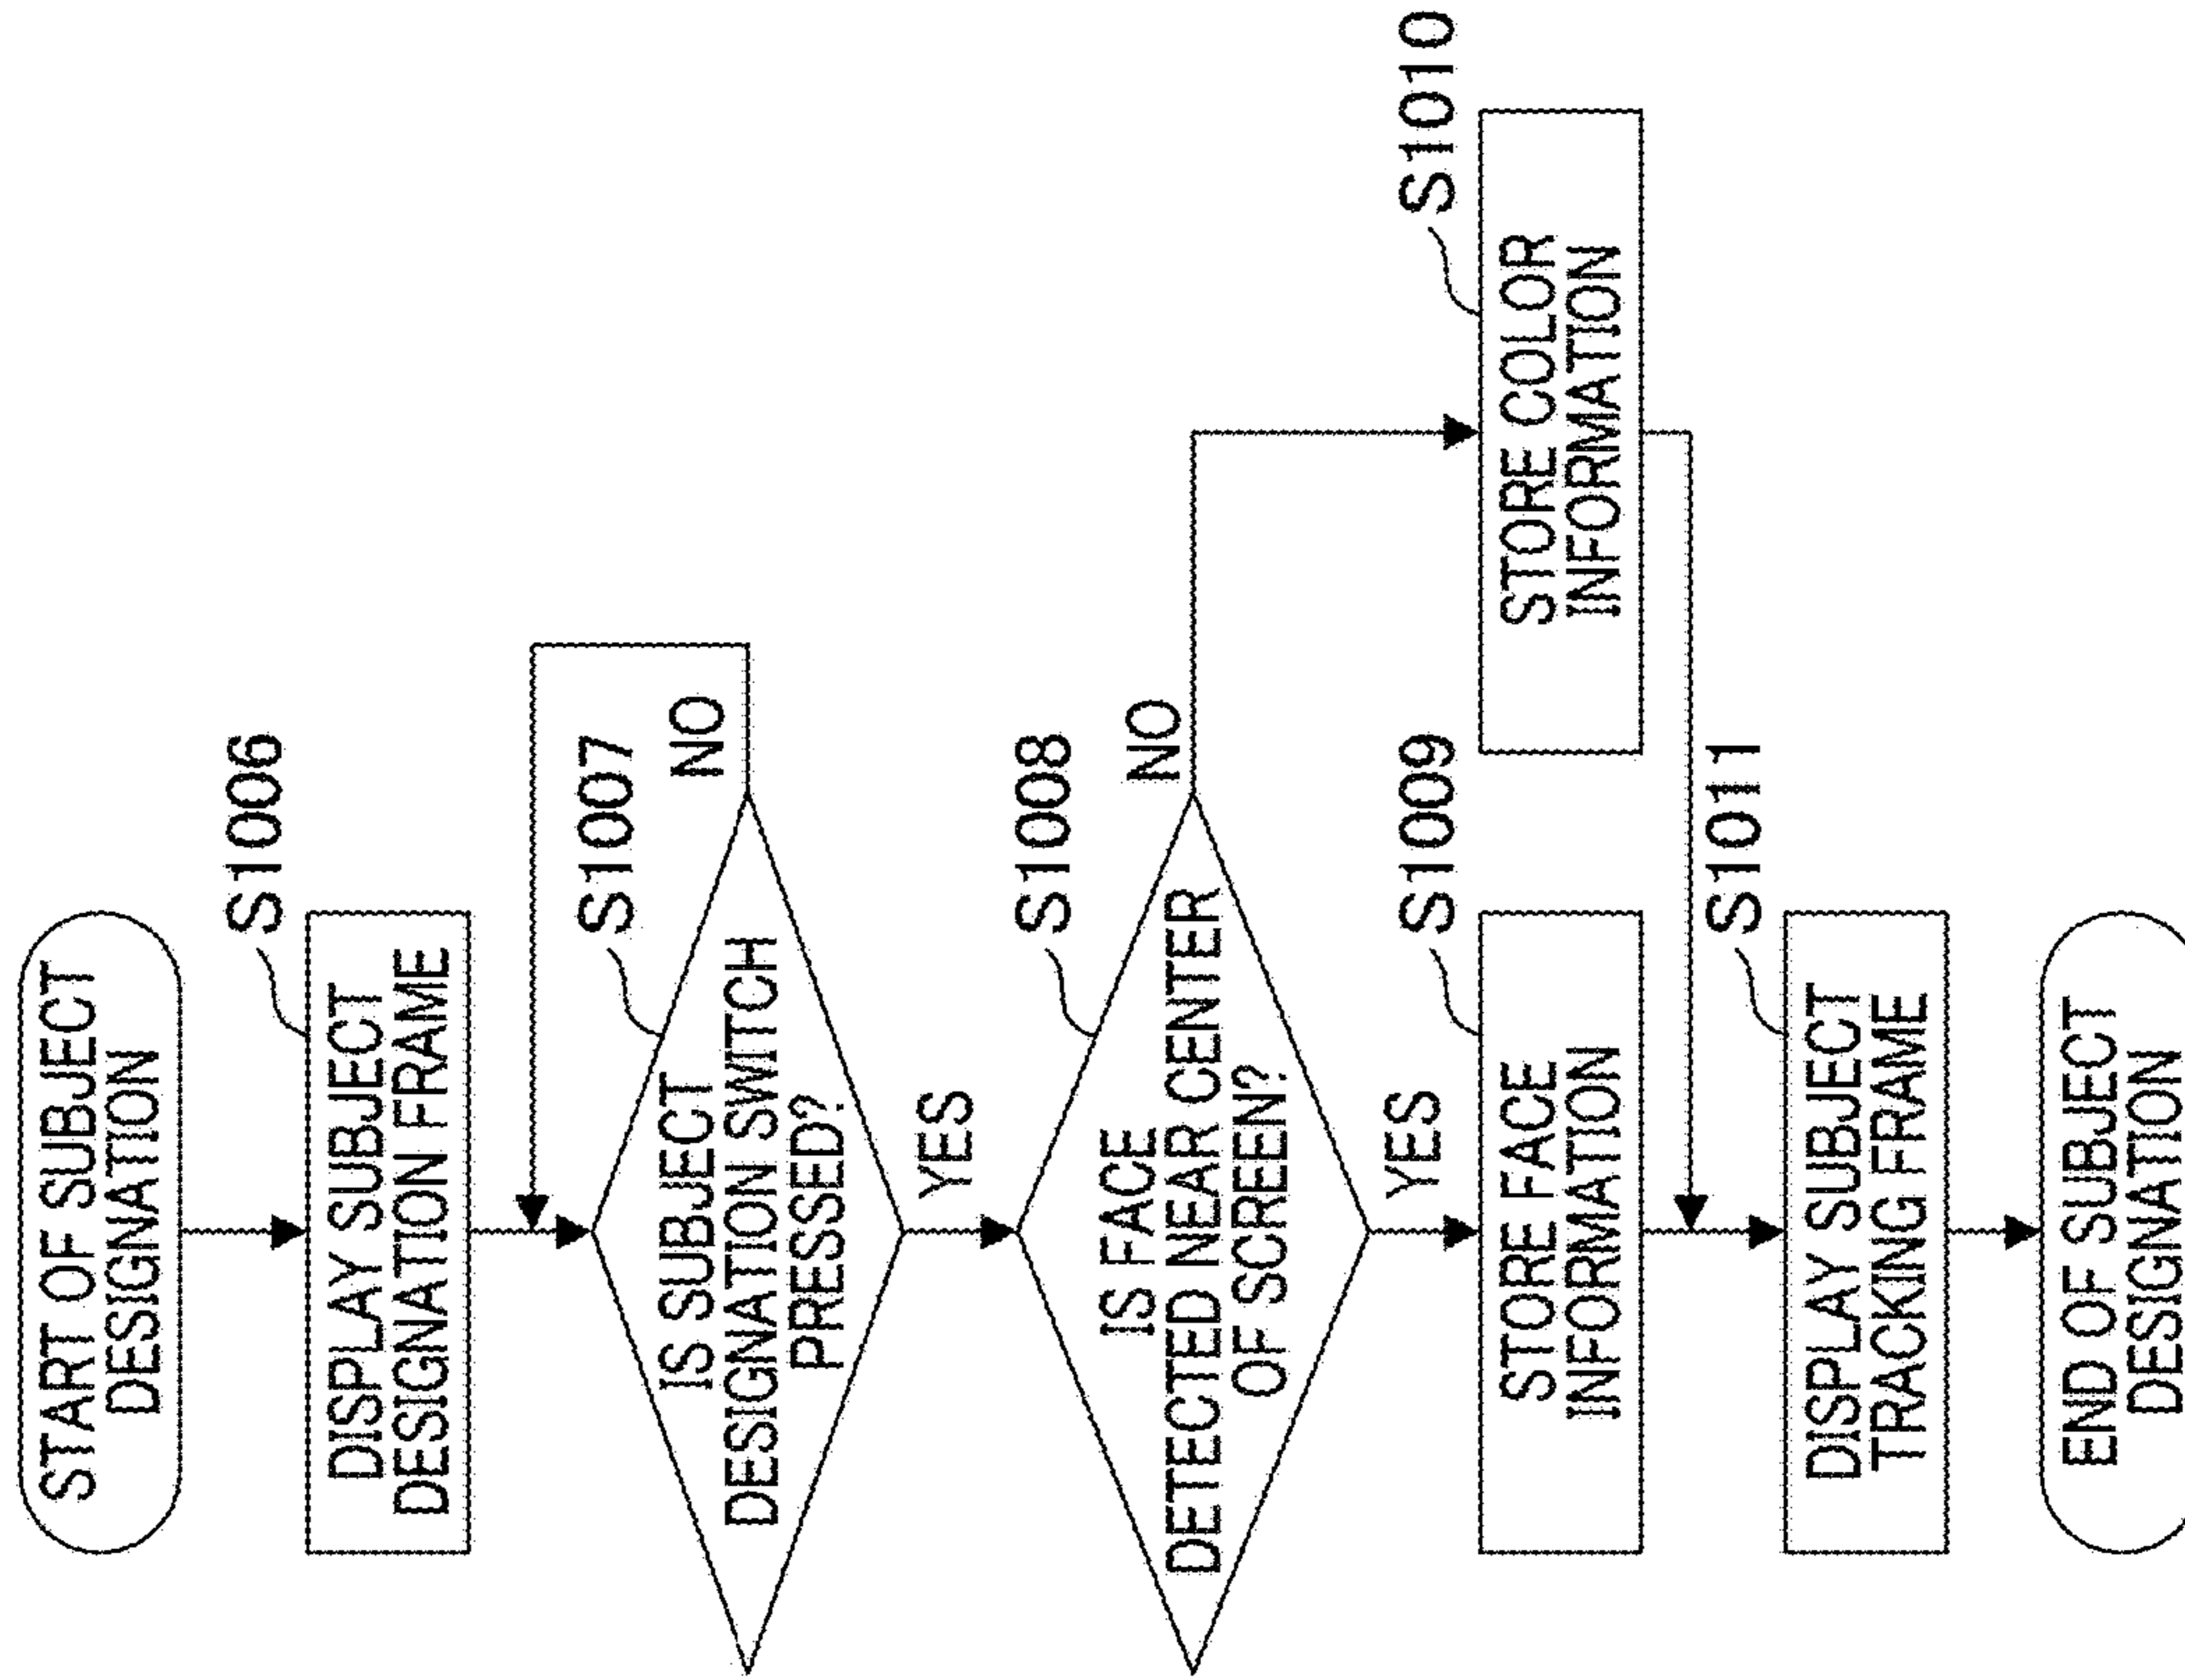 START OF SUBJECT
DESIGNATION
S1006
DISPLAY SUBJECT
DESIGNATION FRAME
S1007
IS SUBJECT
DESIGNATION SWITCH
PRESSED?
NO
YES
S1008
IS FACE
DETECTED NEAR CENTER
OF SCREEN?
NO
YES
S1009
STORE FACE
INFORMATION
S1010
STORE COLOR
INFORMATION
S1011
DISPLAY SUBJECT
TRACKING FRAME
END OF SUBJECT
DESIGNATION